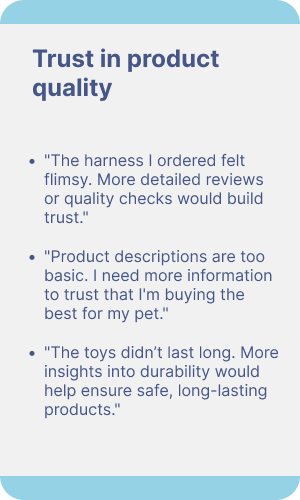 Trust in product
quality
• "The harness I ordered felt
flimsy. More detailed reviews
or quality checks would build
trust."
• "Product descriptions are too
basic. I need more information
to trust that I'm buying the
best for my pet."
• "The toys didn’t last long. More
insights into durability would
help ensure safe, long-lasting
products."